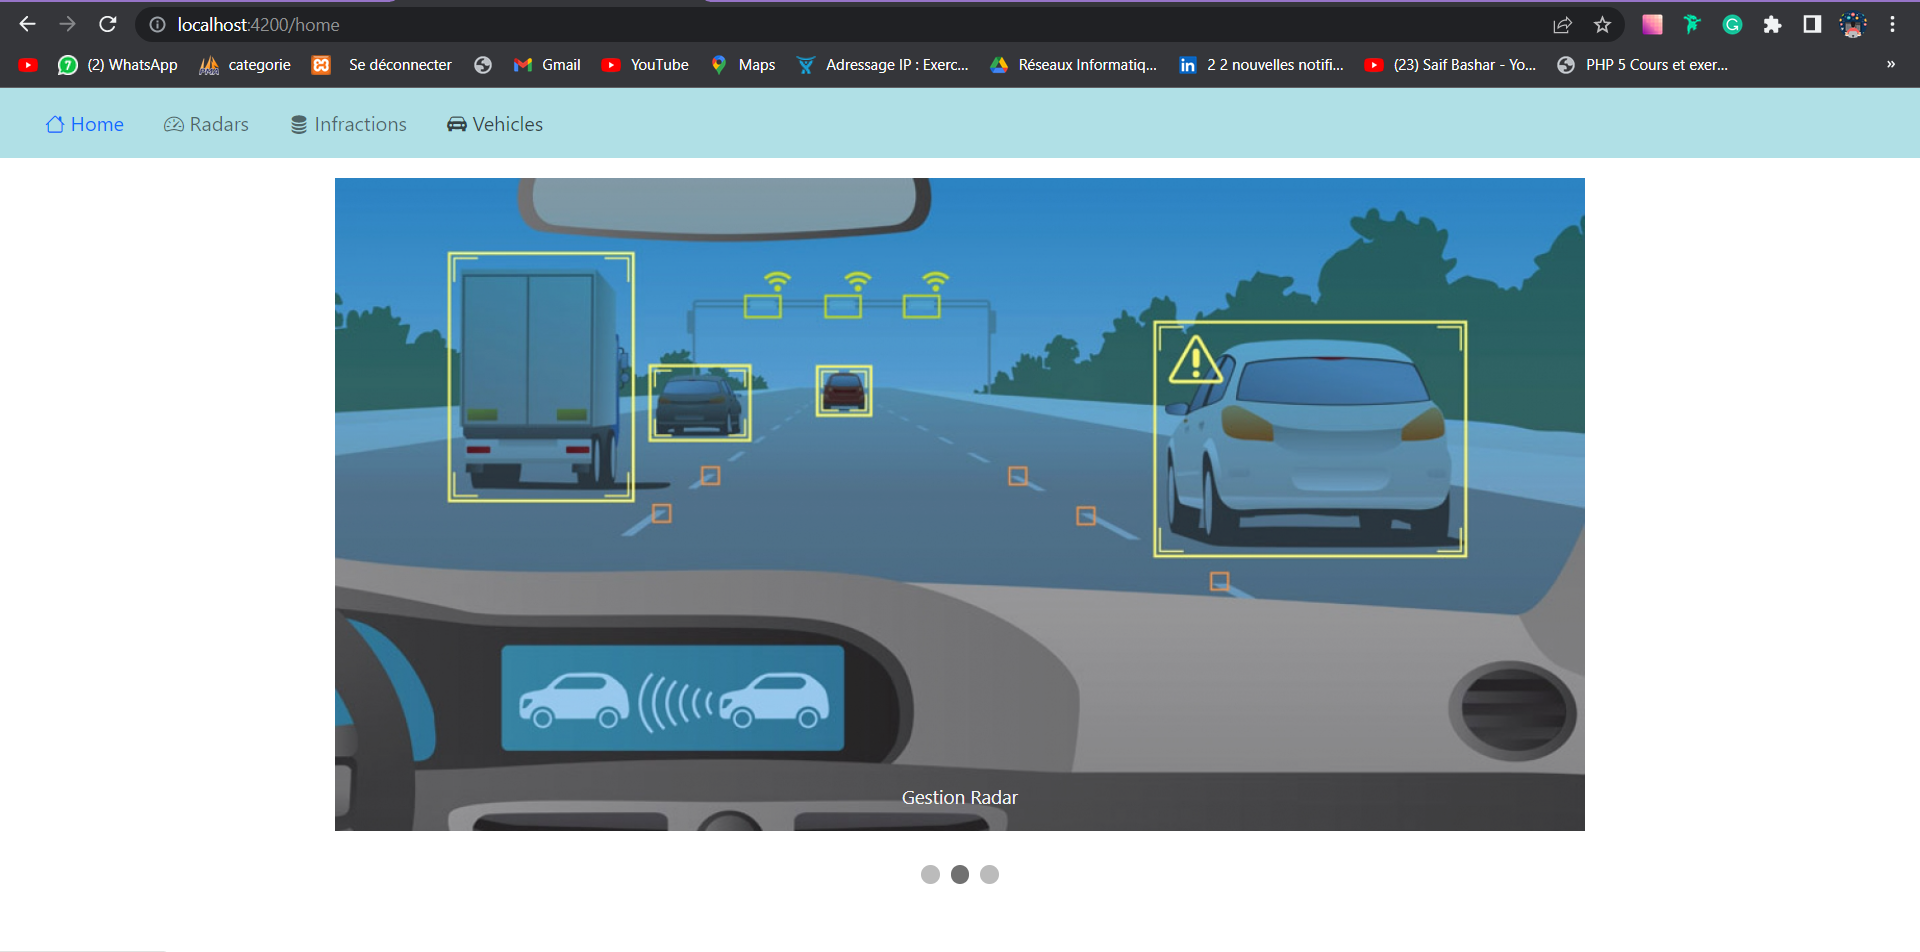 localhost:4200/home
(2) WhatsApp categorie Se déconnecter Gmail YouTube Maps Adressage IP : Exerc... Réseaux Informatiq... 2 2 nouvelles notifi... (23) Saif Bashar - Yo... PHP 5 Cours et exer... »
Home Radars Infractions Vehicles
Gestion Radar